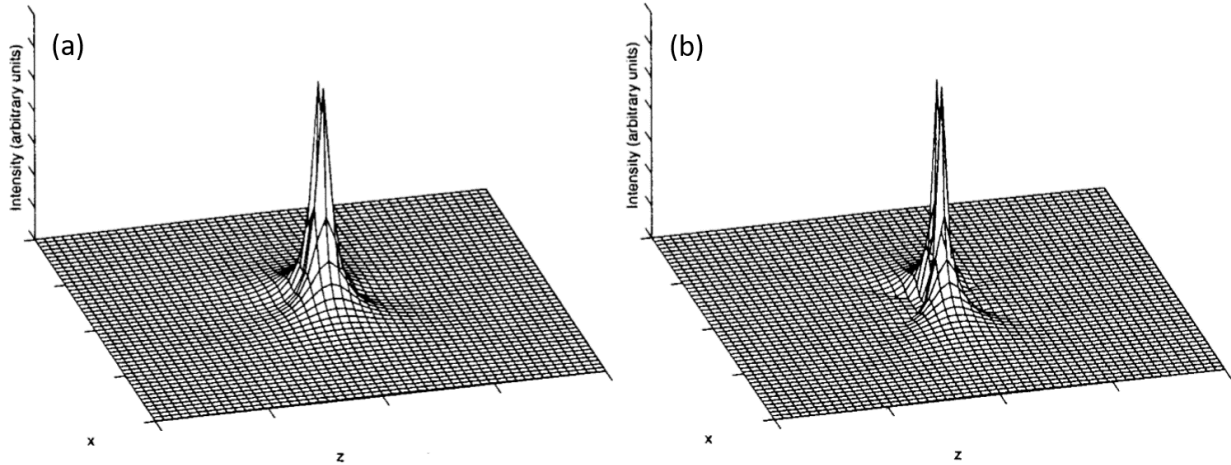 (a)
Intensity (arbitrary units)
x
z
(b)
Intensity (arbitrary units)
x
z